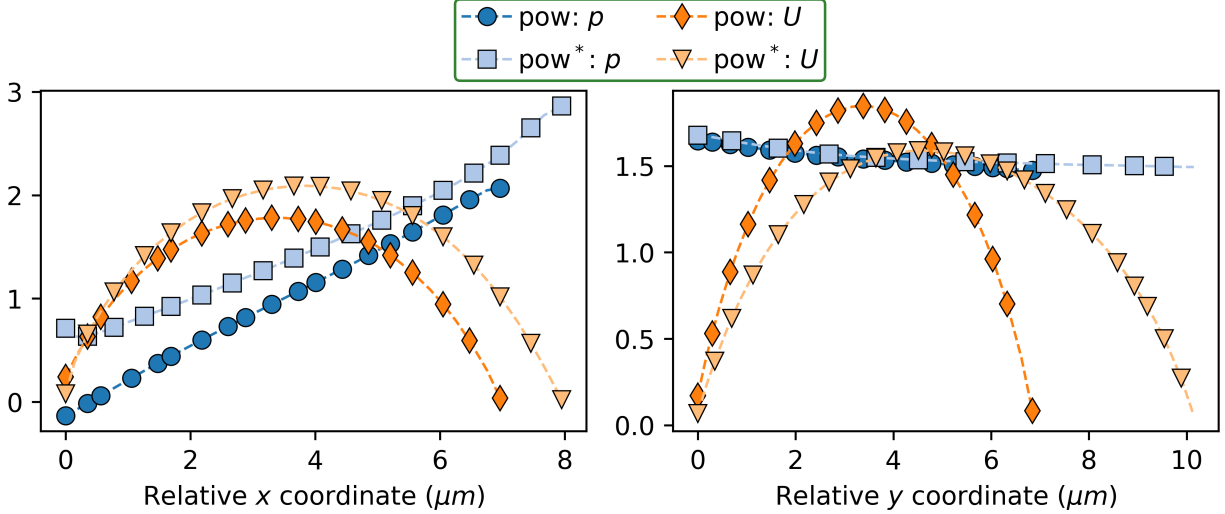 pow: p pow: U
pow*: p pow*: U
3
2
1
0
0 2 4 6 8
Relative x coordinate (μm)
1.5
1.0
0.5
0.0
0 2 4 6 8 10
Relative y coordinate (μm)